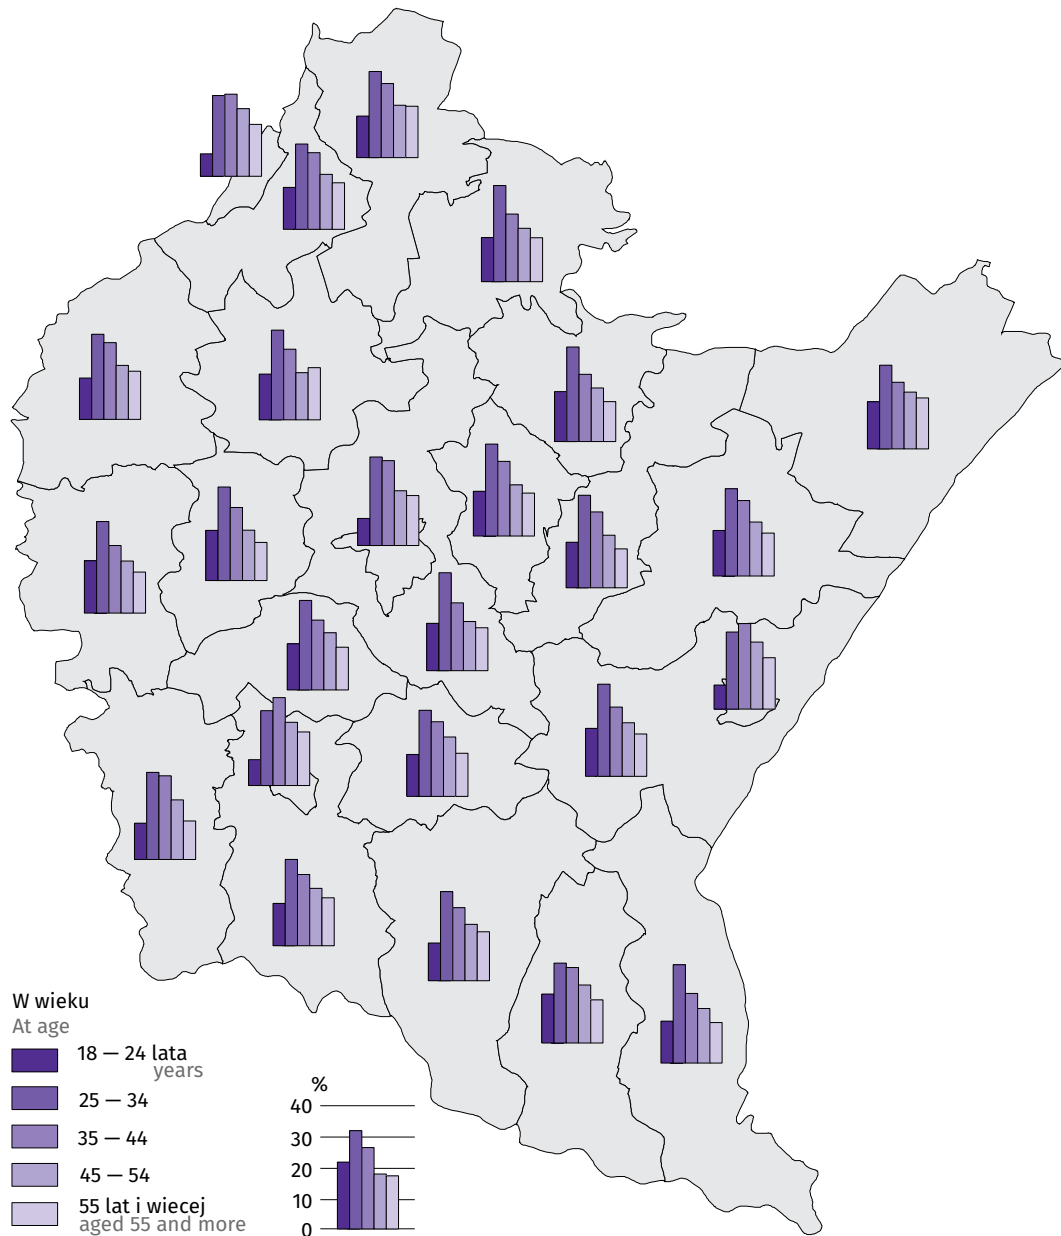 W wieku
At age
18 — 24 lata
years
25 — 34
35 — 44
45 — 54
55 lat i wiecej
aged 55 and more
%
40
30
20
10
0